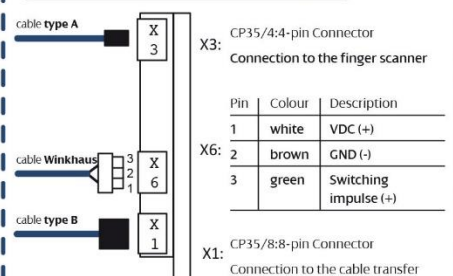 cable type A
X
3
X3:
CP35/4:4-pin Connector
Connection to the finger scanner
Pin Colour Description
1 white VDC (+)
X6:
2 brown GND (-)
3 green Switching
impulse (+)
cable Winkhaus
3
2
1
X
6
cable type B
X
1
X1:
CP35/8:8-pin Connector
Connection to the cable transfer